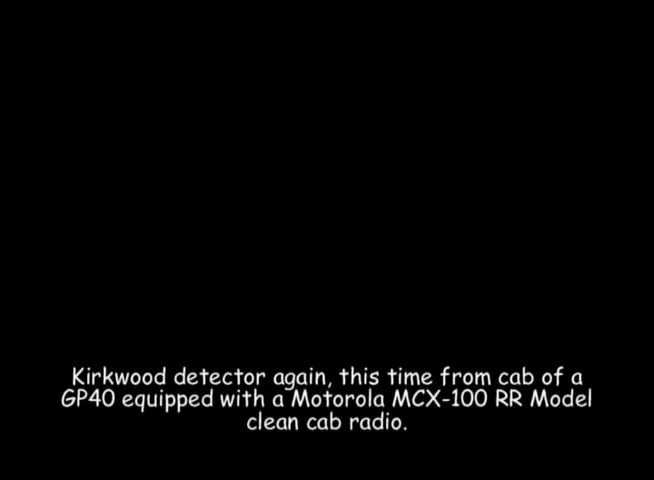 Kirkwood detector again, this time from cab of a
GP40 equipped with a Motorola MCX-100 RR Model
clean cab radio.